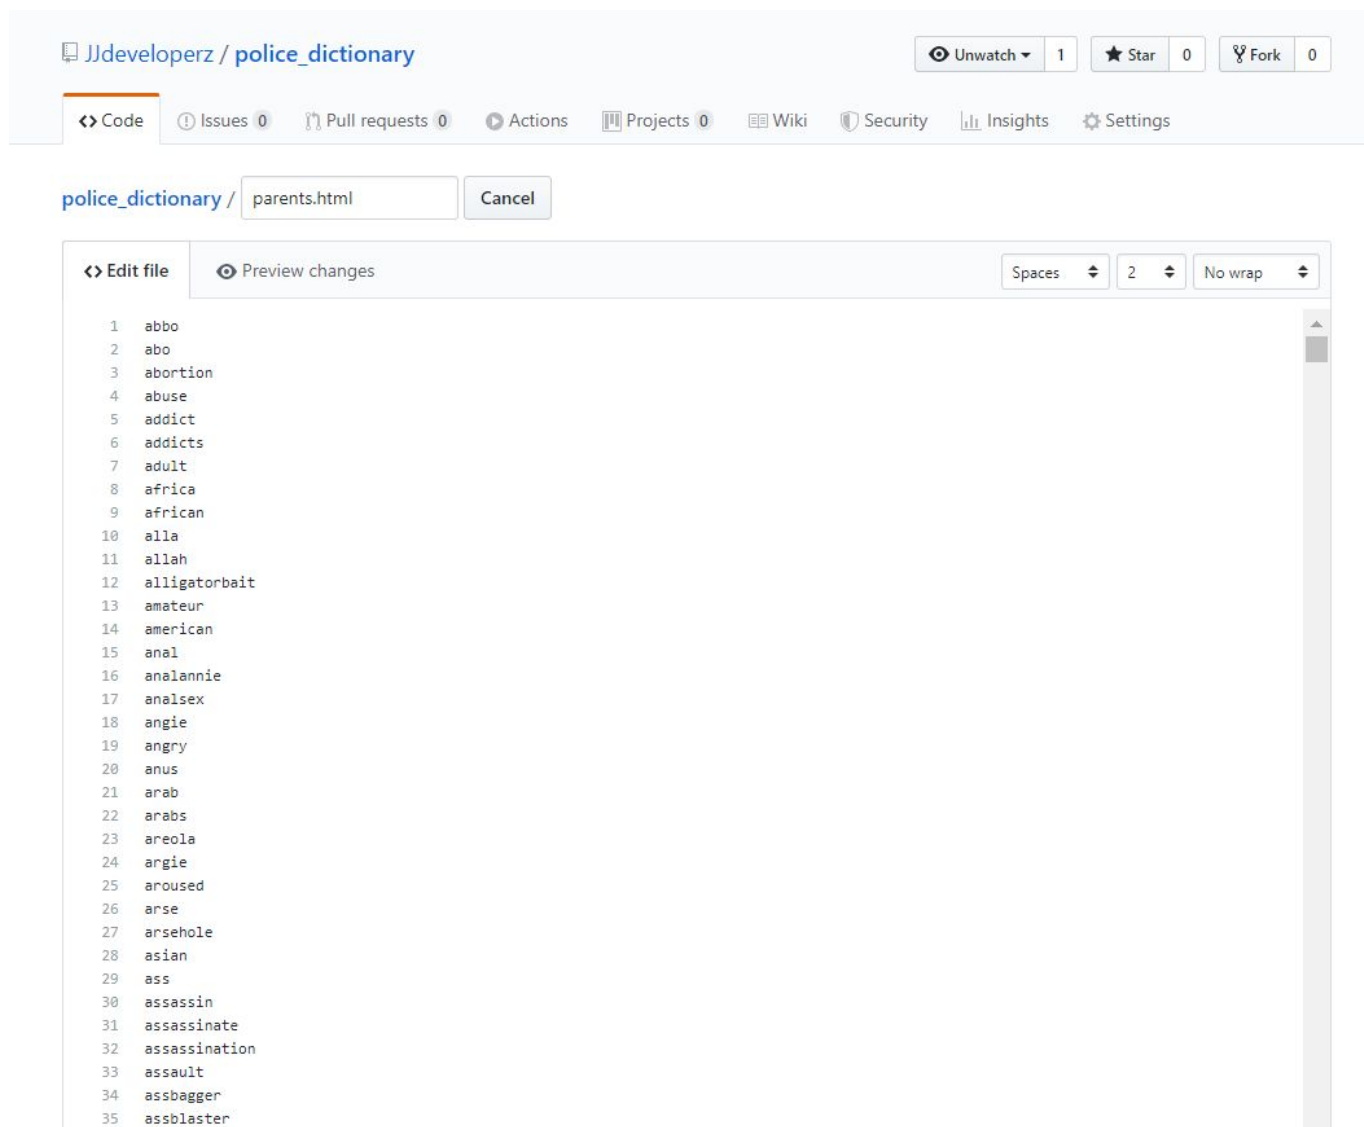 JJdeveloperz / police_dictionary
Unwatch 1 Star 0 Fork 0
Code Issues 0 Pull requests 0 Actions Projects 0 Wiki Security Insights Settings
police_dictionary / parents.html Cancel
Edit file Preview changes Spaces 2 No wrap
1 abbo
2 abo
3 abortion
4 abuse
5 addict
6 addicts
7 adult
8 africa
9 african
10 alla
11 allah
12 alligatorbait
13 amateur
14 american
15 anal
16 analannie
17 analsex
18 angie
19 angry
20 anus
21 arab
22 arabs
23 areola
24 argie
25 aroused
26 arse
27 arsehole
28 asian
29 ass
30 assassin
31 assassinate
32 assassination
33 assault
34 assbagger
35 assblaster